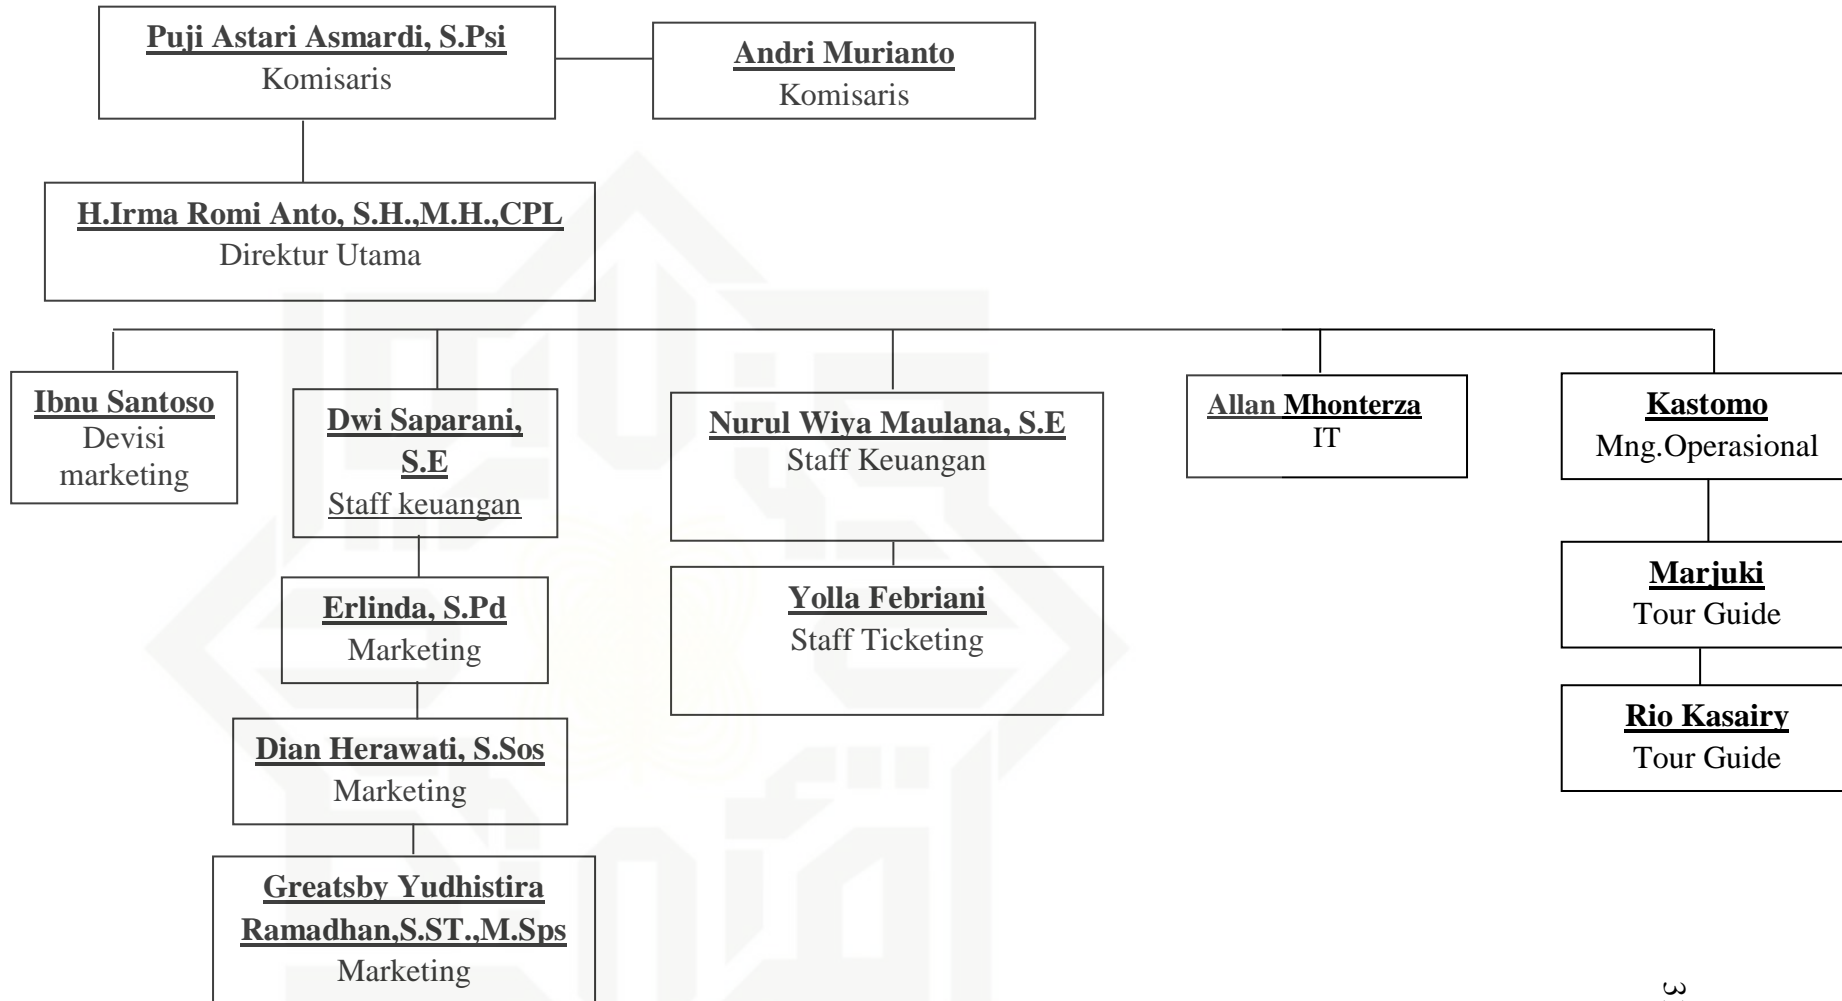 Puji Astari Asmardi, S.Psi
Komisaris
Andri Murianto
Komisaris
H.Irma Romi Anto, S.H.,M.H.,CPL
Direktur Utama
Ibnu Santoso
Devisi
marketing
Dwi Saparani,
S.E
Staff keuangan
Erlinda, S.Pd
Marketing
Dian Herawati, S.Sos
Marketing
Greatsby Yudhistira
Ramadhan,S.ST.,M.Sps
Marketing
Nurul Wiya Maulana, S.E
Staff Keuangan
Yolla Febriani
Staff Ticketing
Allan Mhonterza
IT
Kastomo
Mng.Operasional
Marjuki
Tour Guide
Rio Kasairy
Tour Guide
3